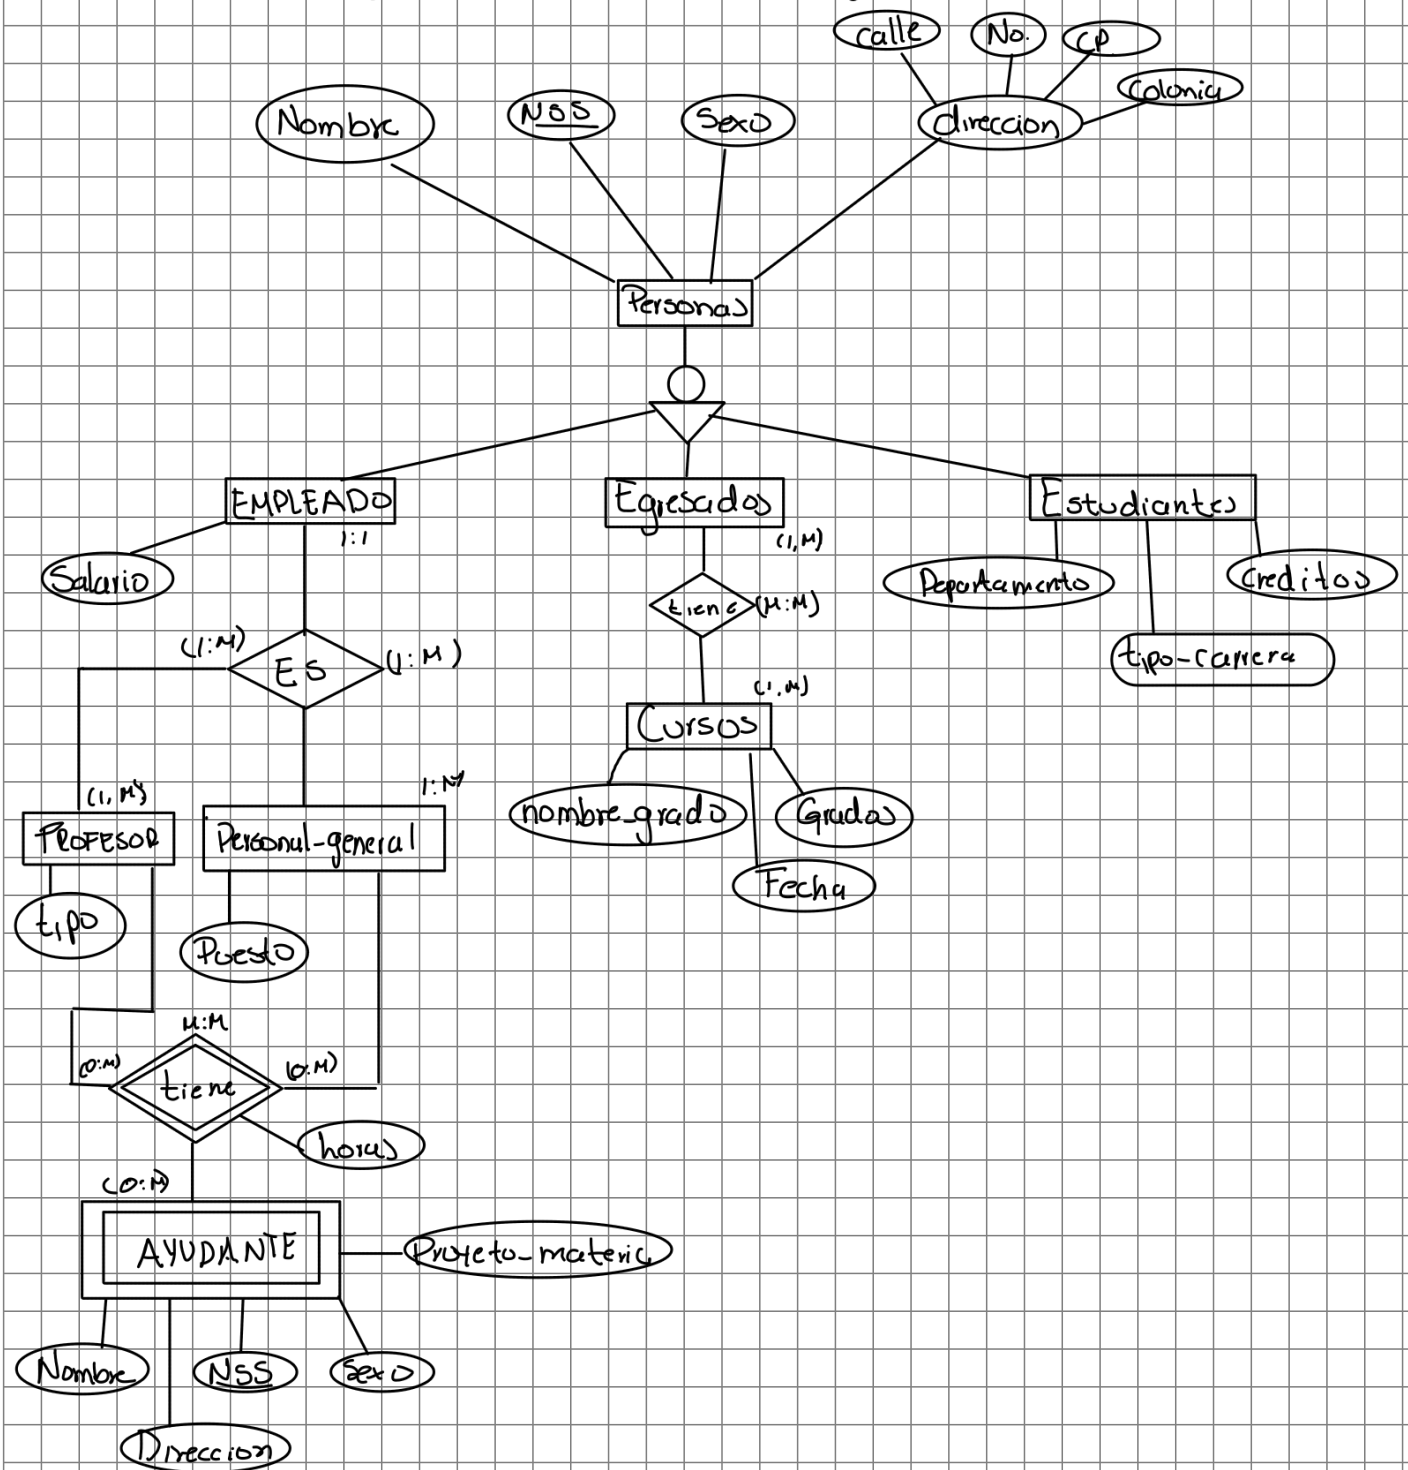 calle
No.
CP
Colonia
Nombre
NSS
Sexo
direccion
Personas
EMPLEADO
Egresados
Estudiantes
1:1
(1,M)
Salario
Departamento
Creditos
tiene
(M:M)
(1:M)
ES
(1:M)
tipo-carrera
(1,M)
Cursos
(1,M)
1:M
nombre_grado
Grados
PROFESOR
Personal-general
Fecha
tipo
Puesto
M:M
(0:M)
tiene
(0:M)
horas
(0:M)
AYUDANTE
Proyeto_materia
Nombre
NSS
Sexo
Direccion